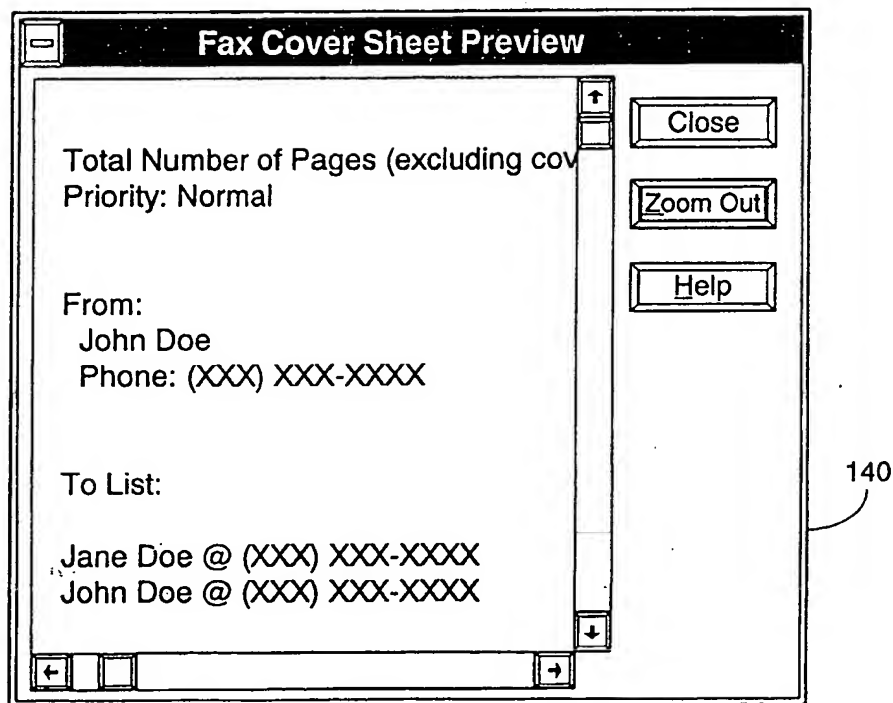 Fax Cover Sheet Preview
Total Number of Pages (excluding cov
Priority: Normal
From:
John Doe
Phone: (XXX) XXX-XXXX
To List:
Jane Doe @ (XXX) XXX-XXXX
John Doe @ (XXX) XXX-XXXX
Close
Zoom Out
Help
140